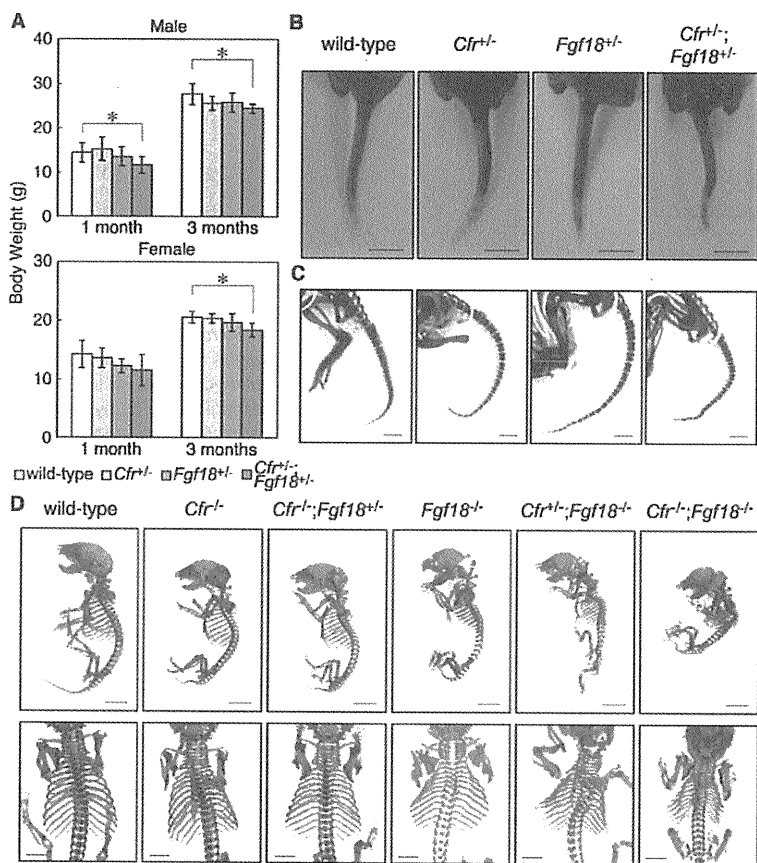 A
Male
40
30
20
10
0
*
*
1 month
3 months
Body Weight (g)
Female
30
20
10
0
*
1 month
3 months
wild-type Cfr+/- Fgf18+/- Cfr+/-; Fgf18+/-
B
wild-type
Cfr+/-
Fgf18+/-
Cfr+/-;
Fgf18+/-
C
D
wild-type
Cfr-/-
Cfr-/-;Fgf18+/-
Fgf18-/-
Cfr+/-;Fgf18-/-
Cfr-/-;Fgf18-/-